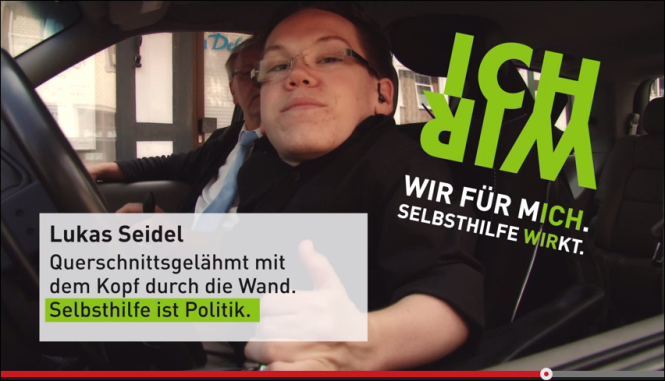 De
ICH
WIR
WIR FÜR MICH.
SELBSTHILFE WIRKT.
Lukas Seidel
Querschnittsgelähmt mit
dem Kopf durch die Wand.
Selbsthilfe ist Politik.